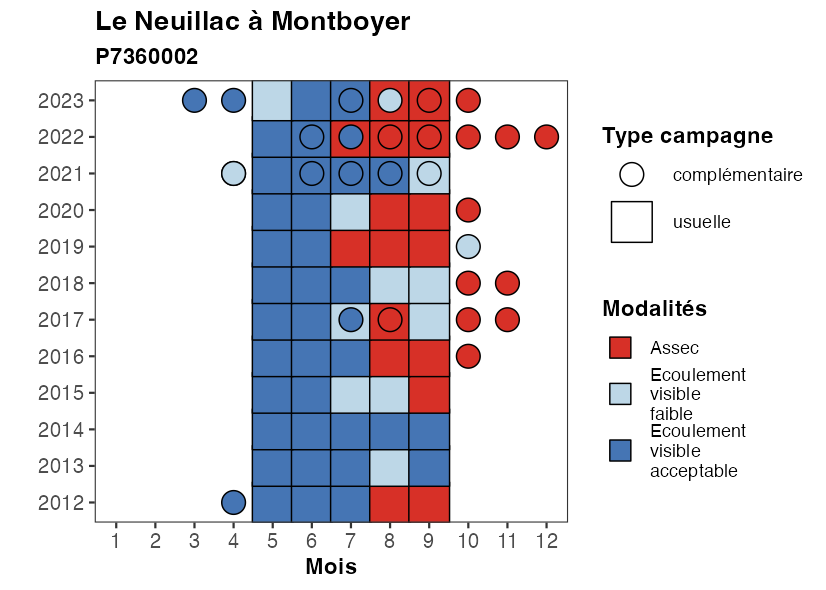 Le Neuillac à Montboyer
P7360002
2023
2022
2021
2020
2019
2018
2017
2016
2015
2014
2013
2012
1 2 3 4 5 6 7 8 9 10 11 12
Mois
Type campagne
complémentaire
usuelle
Modalités
Assec
Ecoulement
visible
faible
Ecoulement
visible
acceptable